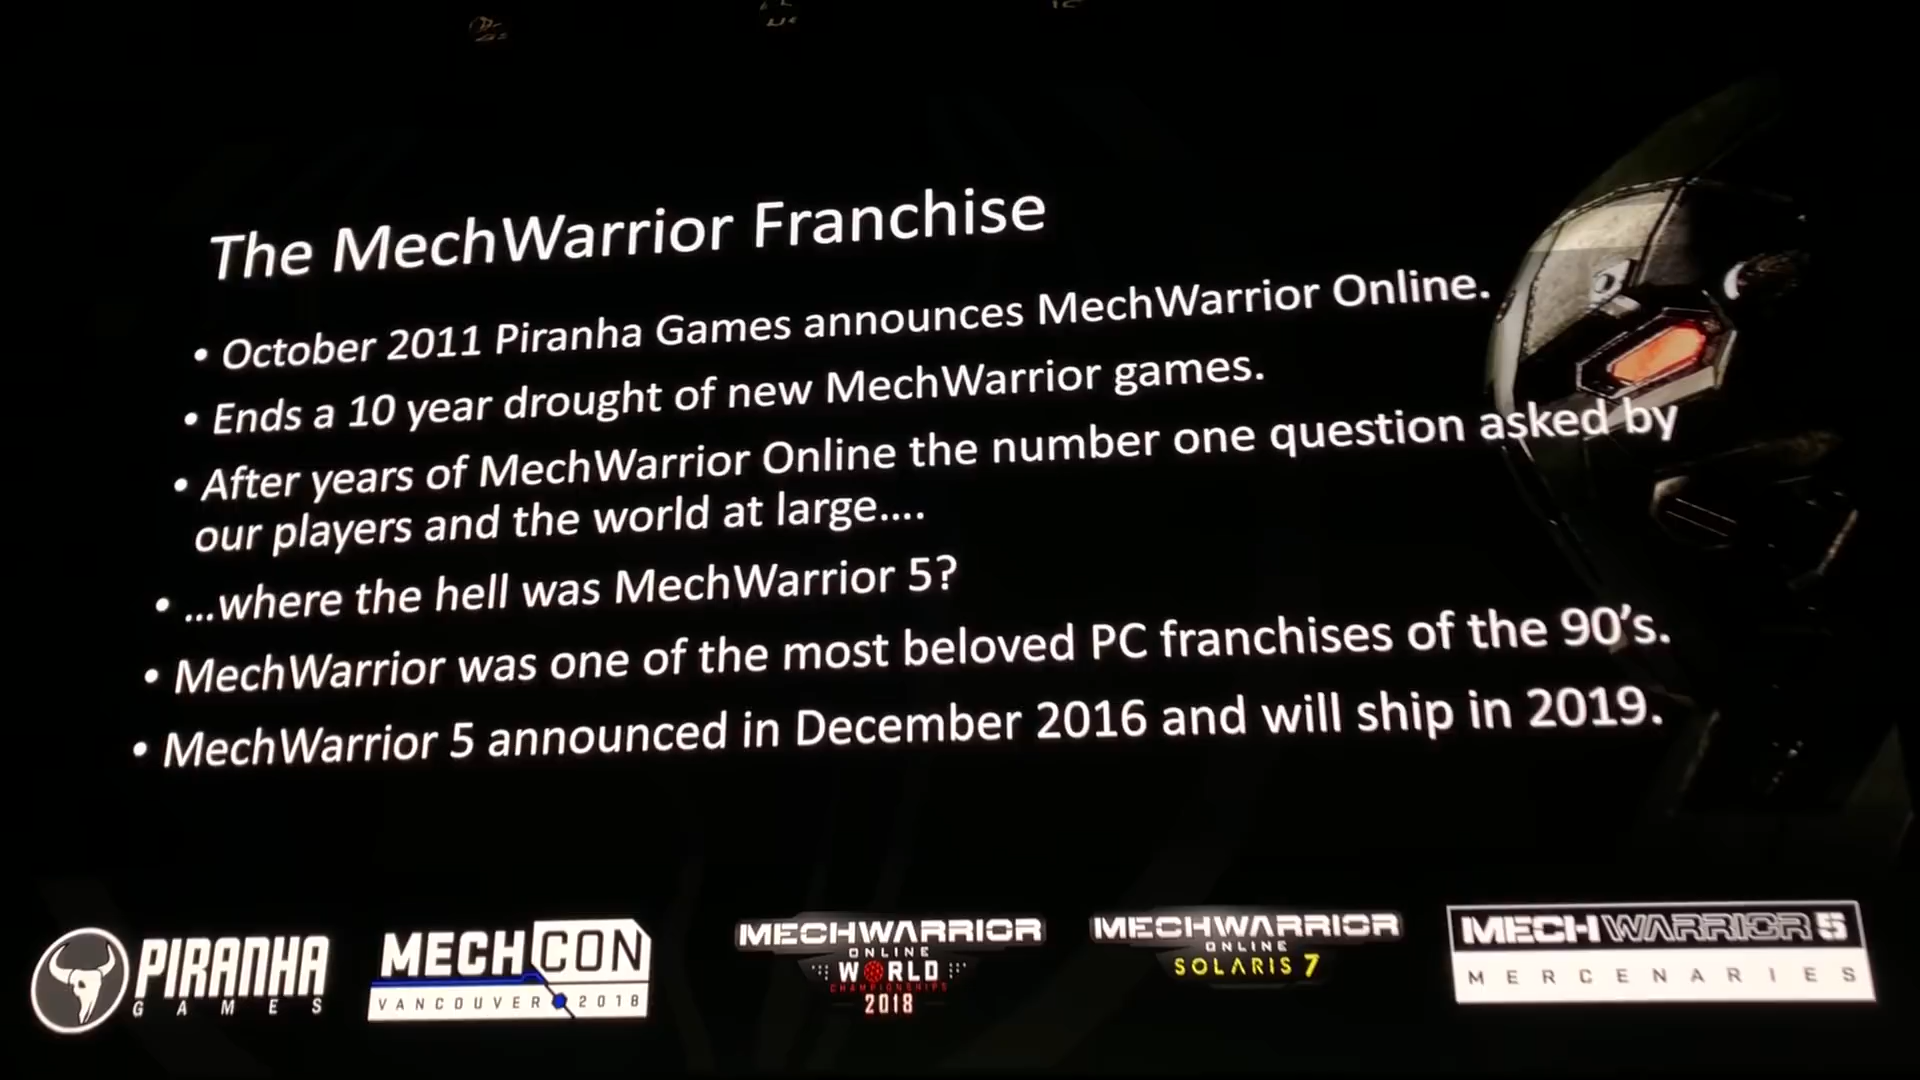 The MechWarrior Franchise
• October 2011 Piranha Games announces MechWarrior Online.
• Ends a 10 year drought of new MechWarrior games.
• After years of MechWarrior Online the number one question asked by
our players and the world at large....
• ...where the hell was MechWarrior 5?
• MechWarrior was one of the most beloved PC franchises of the 90's.
• MechWarrior 5 announced in December 2016 and will ship in 2019.
PIRANHA
GAMES
MECHCON
VANCOUVER 2018
MECHWARRIOR
ONLINE
WORLD
CHAMPIONSHIPS
2018
MECHWARRIOR
ONLINE
SOLARIS 7
MECHWARRIOR 5
MERCENARIES